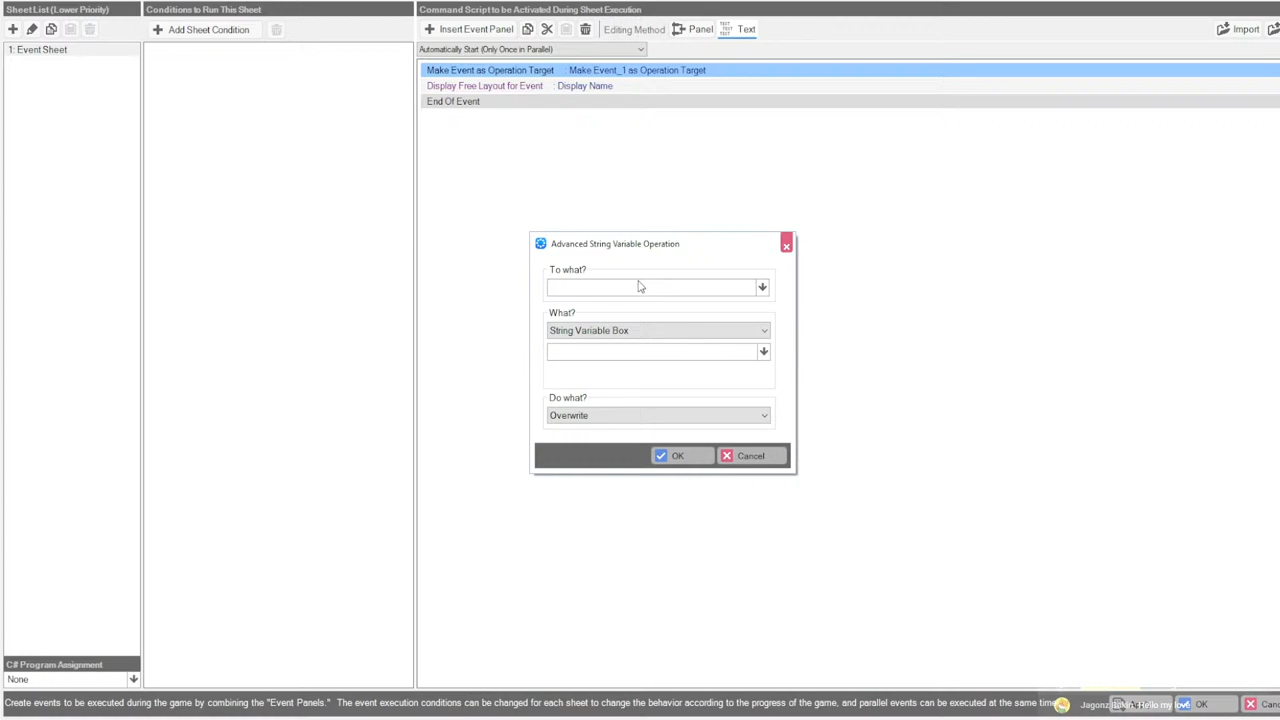 Sheet List (Lower Priority)
Conditions to Run This Sheet
Command Script to be Activated During Sheet Execution
Add Sheet Condition
Insert Event Panel
Editing Method
Panel
Text
Import
1: Event Sheet
Automatically Start (Only Once in Parallel)
Make Event as Operation Target : Make Event_1 as Operation Target
Display Free Layout for Event : Display Name
End Of Event
Advanced String Variable Operation
To what?
What?
String Variable Box
Do what?
Overwrite
OK
Cancel
C# Program Assignment
None
Create events to be executed during the game by combining the "Event Panels." The event execution conditions can be changed for each sheet to change the behavior according to the progress of the game, and parallel events can be executed at the same time
Hello my love
OK